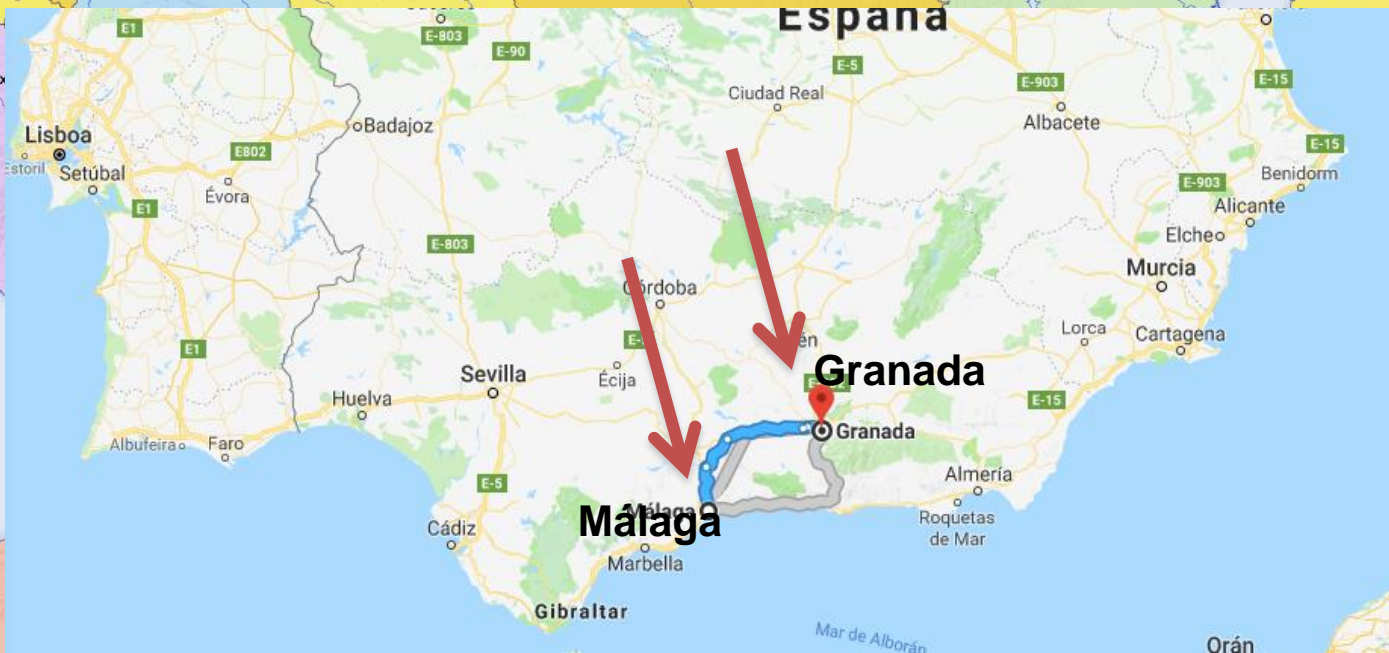 España
E1
E-803
E-90
E-5
E-903
E-15
Ciudad Real
Albacete
Badajoz
Lisboa
Estoril
Setúbal
E802
Évora
E1
E-15
Benidorm
E-903
Alicante
Elche
E-803
Murcia
Córdoba
Lorca
Cartagena
E1
Granada
Sevilla
Écija
Huelva
E-15
Albufeira
Faro
Granada
Almería
E-5
Málaga
Málaga
Roquetas
de Mar
Cádiz
Marbella
Gibraltar
Mar de Alborán
Orán